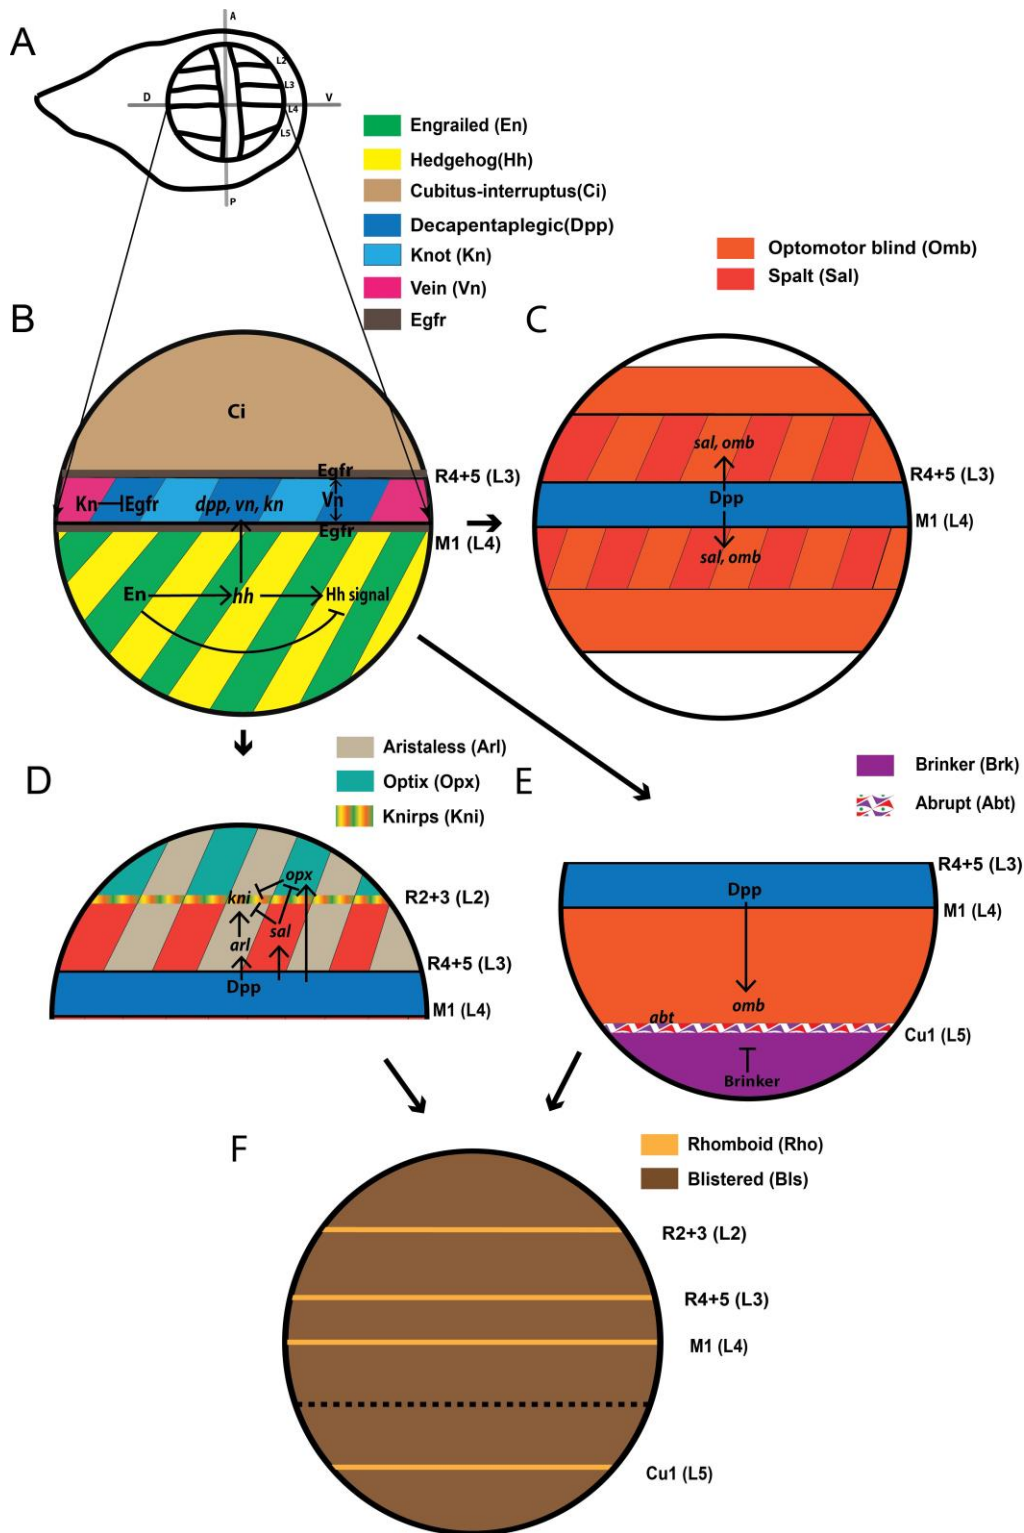 A
A
L2
L3
D
V
L4
L5
P
Engrailed (En)
Hedgehog(Hh)
Cubitus-interruptus(Ci)
Decapentaplegic(Dpp)
Knot (Kn)
Vein (Vn)
Egfr
Optomotor blind (Omb)
Spalt (Sal)
B
Ci
Egfr
R4+5 (L3)
Kn
Egfr
dpp, vn, kn
Vn
Egfr
M1 (L4)
En
hh
Hh signal
C
sal, omb
R4+5 (L3)
Dpp
M1 (L4)
sal, omb
Aristaless (Arl)
Optix (Opx)
Knirps (Kni)
D
opx
kni
R2+3 (L2)
sal
arl
R4+5 (L3)
Dpp
M1 (L4)
Brinker (Brk)
Abrupt (Abt)
E
R4+5 (L3)
Dpp
M1 (L4)
omb
abt
Cu1 (L5)
Brinker
F
Rhomboid (Rho)
Blistered (Bls)
R2+3 (L2)
R4+5 (L3)
M1 (L4)
Cu1 (L5)